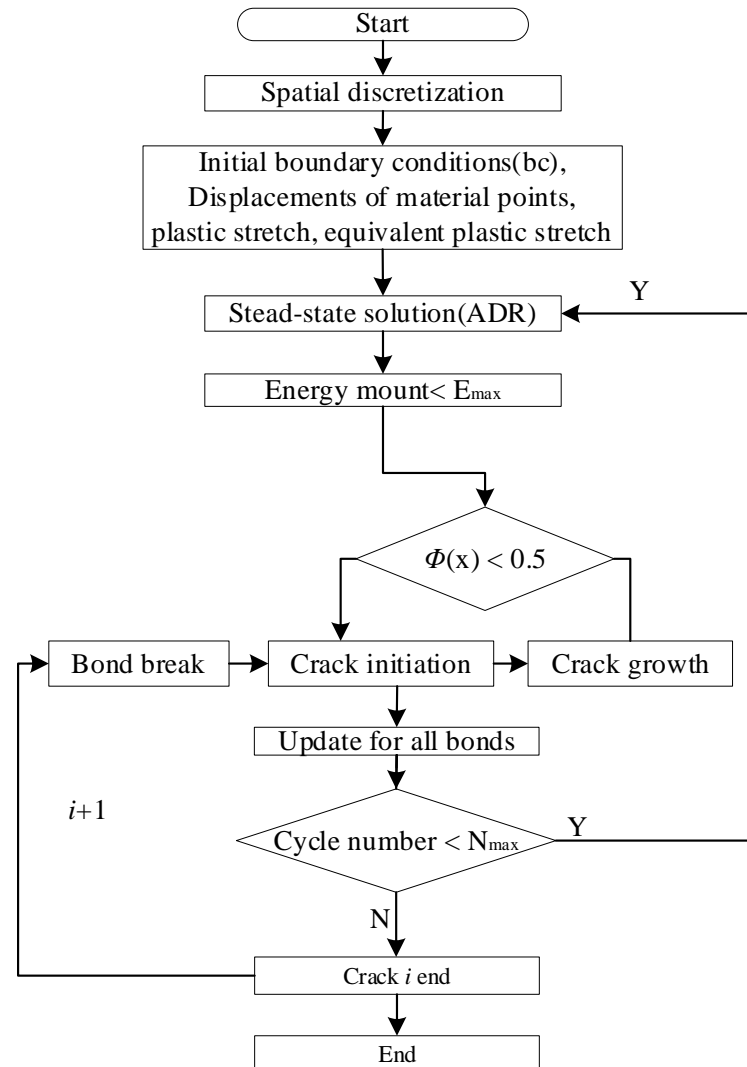 Start
Spatial discretization
Initial boundary conditions(bc),
Displacements of material points,
plastic stretch, equivalent plastic stretch
Y
Stead-state solution(ADR)
Energy mount< Emax
Φ(x) < 0.5
Bond break
Crack initiation
Crack growth
Update for all bonds
i+1
Cycle number < Nmax
Y
N
Crack i end
End